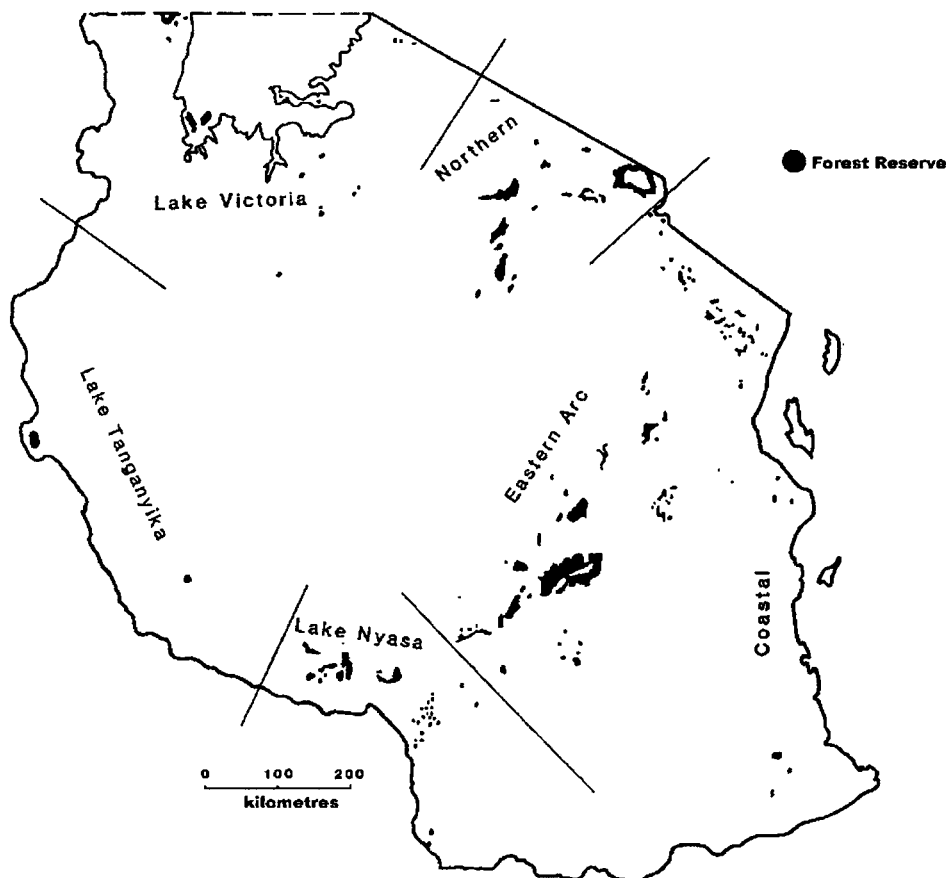 Northern
Forest Reserve
Lake Victoria
Lake Tanganyika
Eastern Arc
Coastal
Lake Nyasa
0 100 200
kilometres